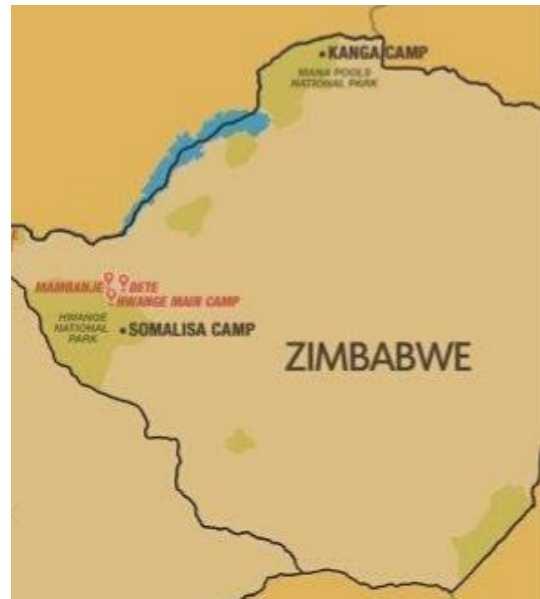 KANGA CAMP
MANA POOLS
NATIONAL PARK
MAMBANJE
DETE
HWANGE MAIN CAMP
HWANGE
NATIONAL
PARK
SOMALISA CAMP
ZIMBABWE